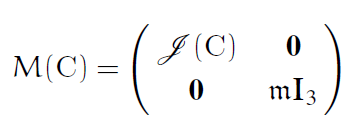 M(C) = ( 𝒥(C) 𝟎
𝟎 𝔪𝐈₃ )